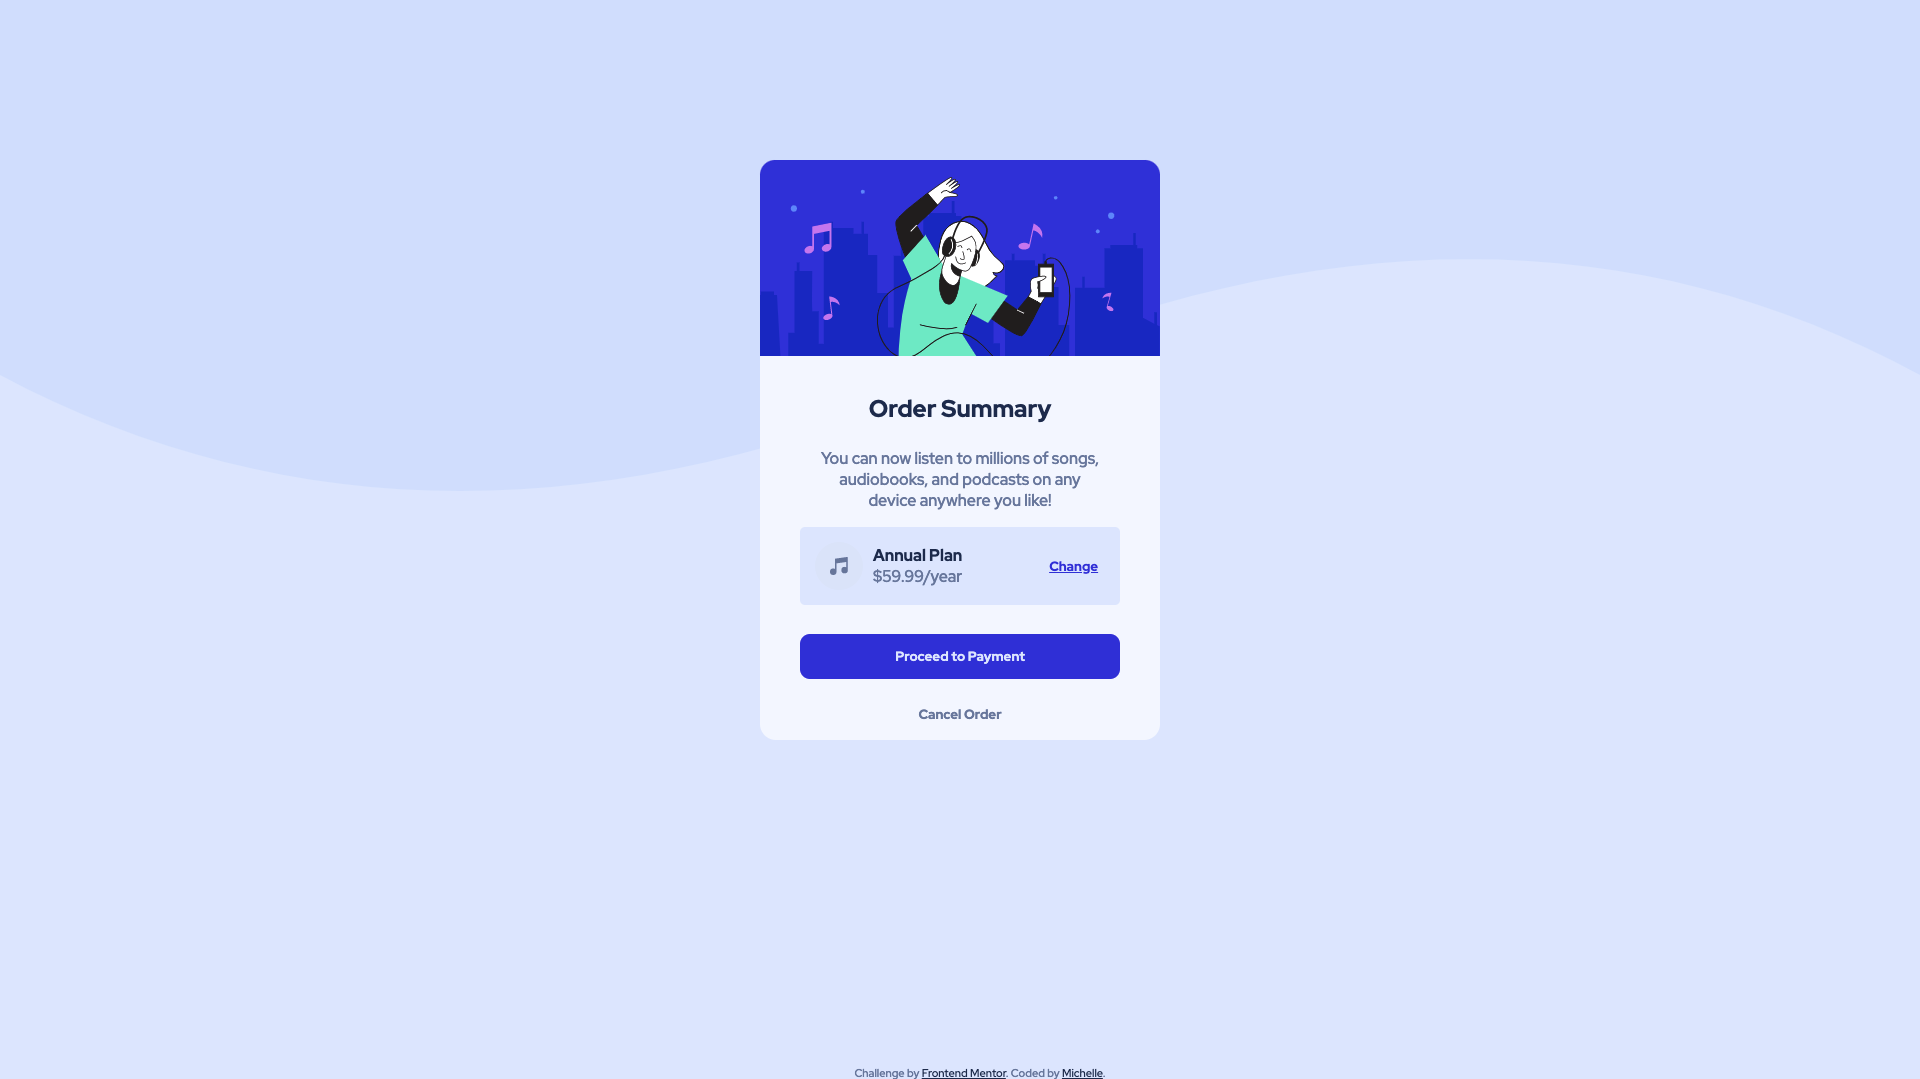 Order Summary
You can now listen to millions of songs,
audiobooks, and podcasts on any
device anywhere you like!
Annual Plan
$59.99/year
Change
Proceed to Payment
Cancel Order
Challenge by Frontend Mentor. Coded by Michelle.